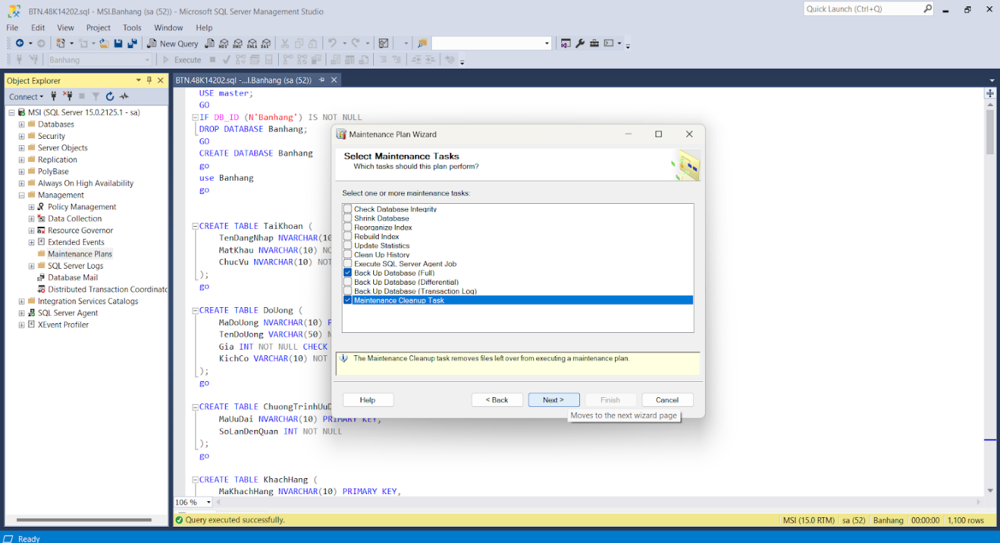 BTN.48K14202.sql - MSI.Banhang (sa (52)) - Microsoft SQL Server Management Studio
Quick Launch (Ctrl+Q)
File Edit View Project Tools Window Help
New Query
Banhang
Execute
Object Explorer
Connect
MSI (SQL Server 15.0.2125.1 - sa)
Databases
Security
Server Objects
Replication
PolyBase
Always On High Availability
Management
Policy Management
Data Collection
Resource Governor
Extended Events
Maintenance Plans
SQL Server Logs
Database Mail
Distributed Transaction Coordinato
Integration Services Catalogs
SQL Server Agent
XEvent Profiler
BTN.48K14202.sql -...I.Banhang (sa (52))
USE master;
GO
IF DB_ID (N'Banhang') IS NOT NULL
DROP DATABASE Banhang;
GO
CREATE DATABASE Banhang
go
use Banhang
go
CREATE TABLE TaiKhoan (
TenDangNhap NVARCHAR(10
MatKhau NVARCHAR(10) NO
ChucVu NVARCHAR(10) NOT
);
go
CREATE TABLE DoUong (
MaDoUong NVARCHAR(10) P
TenDoUong VARCHAR(50) N
Gia INT NOT NULL CHECK
KichCo VARCHAR(10) NOT
);
go
CREATE TABLE ChuongTrinhUuD
MaUuDai NVARCHAR(10) PRIMARY KEY,
SoLanDenQuan INT NOT NULL
);
go
CREATE TABLE KhachHang (
MaKhachHang NVARCHAR(10) PRIMARY KEY,
Maintenance Plan Wizard
Select Maintenance Tasks
Which tasks should this plan perform?
Select one or more maintenance tasks:
Check Database Integrity
Shrink Database
Reorganize Index
Rebuild Index
Update Statistics
Clean Up History
Execute SQL Server Agent Job
Back Up Database (Full)
Back Up Database (Differential)
Back Up Database (Transaction Log)
Maintenance Cleanup Task
The Maintenance Cleanup task removes files left over from executing a maintenance plan.
Help < Back Next > Finish Cancel
Moves to the next wizard page
106 %
Query executed successfully.
MSI (15.0 RTM) sa (52) Banhang 00:00:00 1,100 rows
Ready